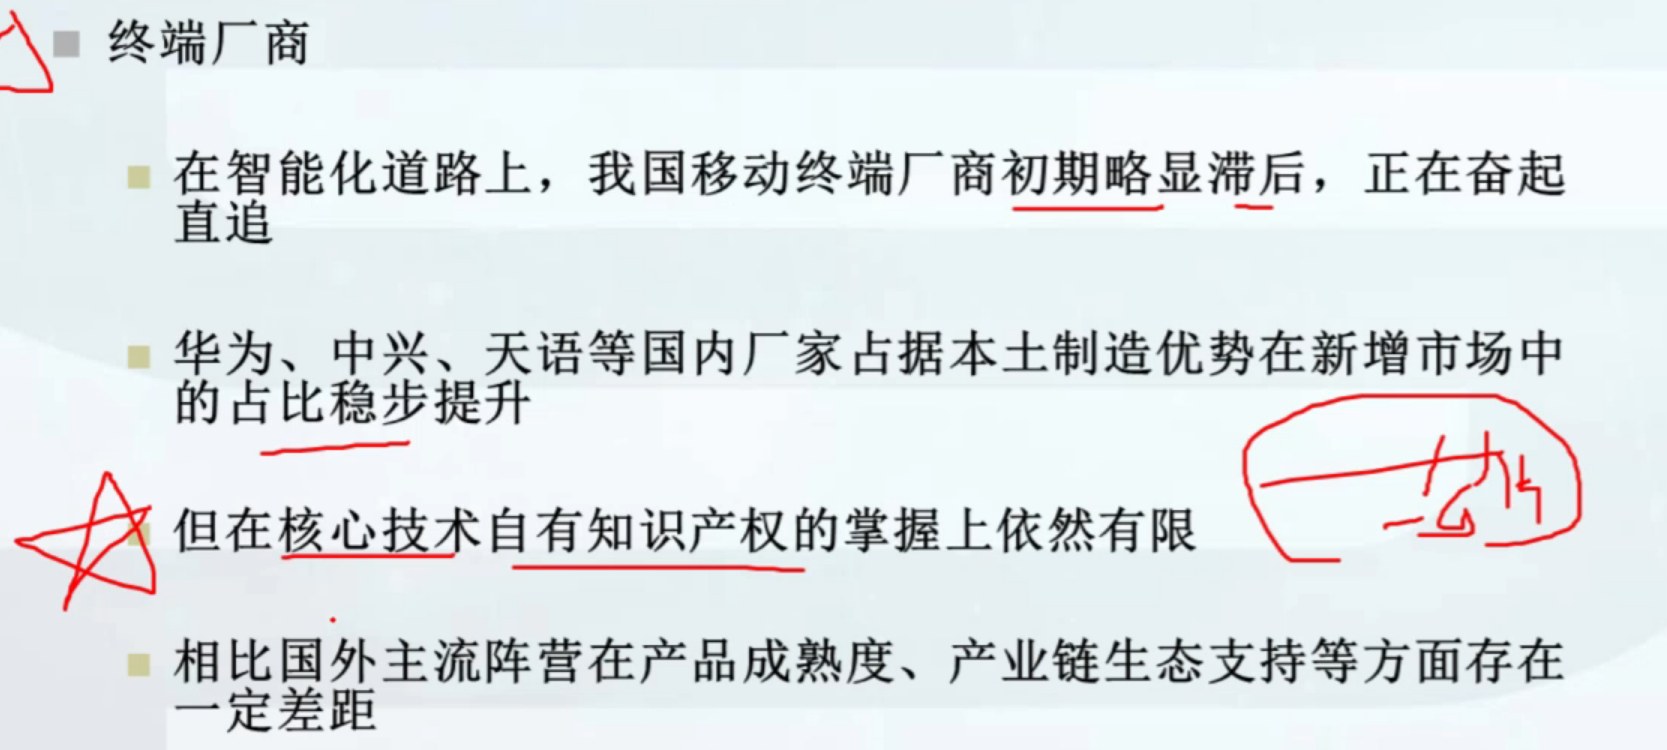 终端厂商
在智能化道路上，我国移动终端厂商初期略显滞后，正在奋起
直追
华为、中兴、天语等国内厂家占据本土制造优势在新增市场中
的占比稳步提升
但在核心技术自有知识产权的掌握上依然有限
相比国外主流阵营在产品成熟度、产业链生态支持等方面存在
一定差距